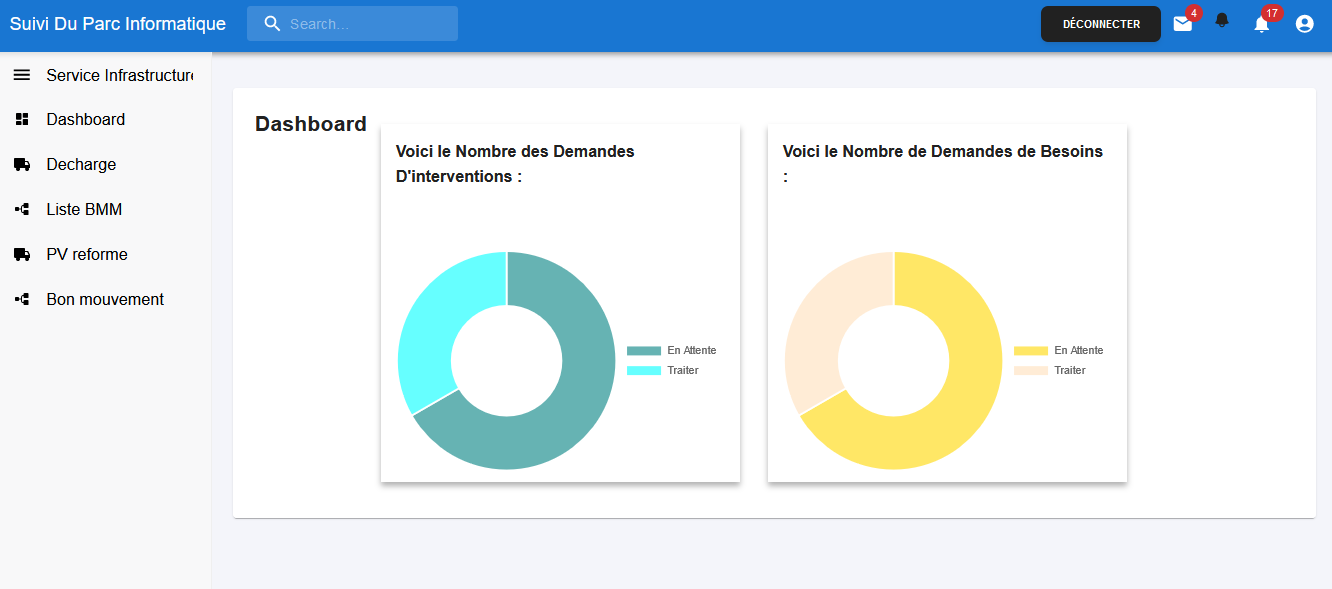 Suivi Du Parc Informatique
Search...
DÉCONNECTER
4
17
Service Infrastructure
Dashboard
Decharge
Liste BMM
PV reforme
Bon mouvement
Dashboard
Voici le Nombre des Demandes
D'interventions :
En Attente
Traiter
Voici le Nombre de Demandes de Besoins
:
En Attente
Traiter